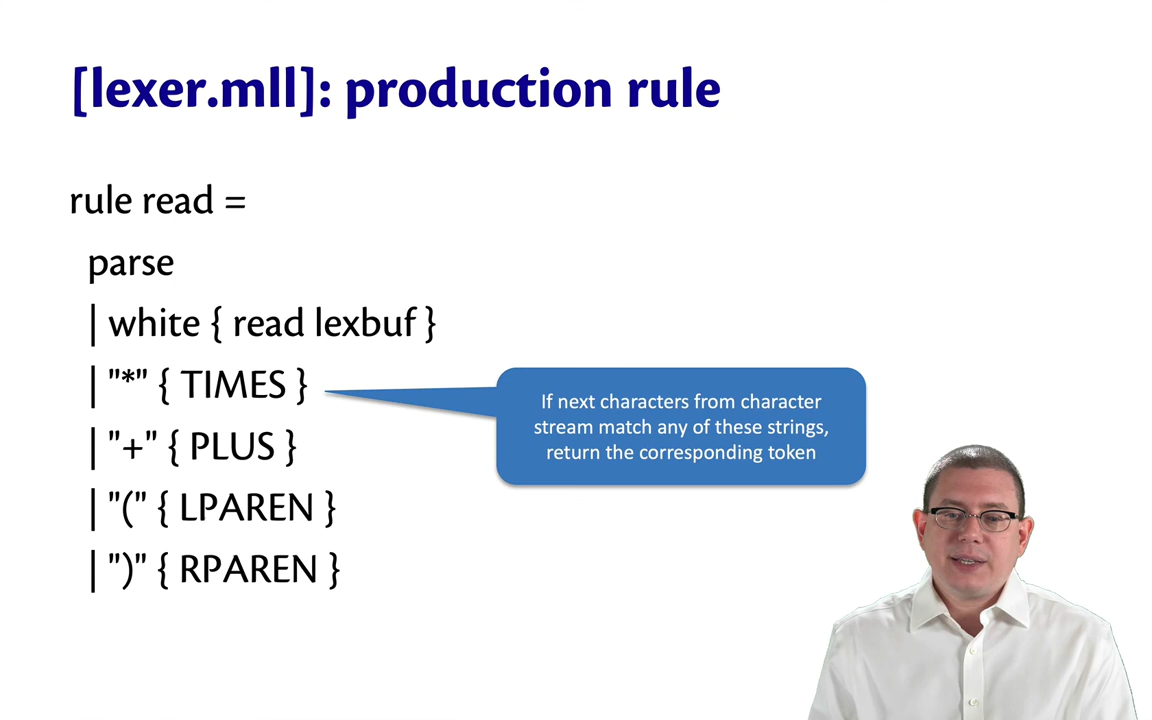 [lexer.mll]: production rule
rule read =
parse
| white { read lexbuf }
| "*" { TIMES }
| "+" { PLUS }
| "(" { LPAREN }
| ")" { RPAREN }
If next characters from character
stream match any of these strings,
return the corresponding token